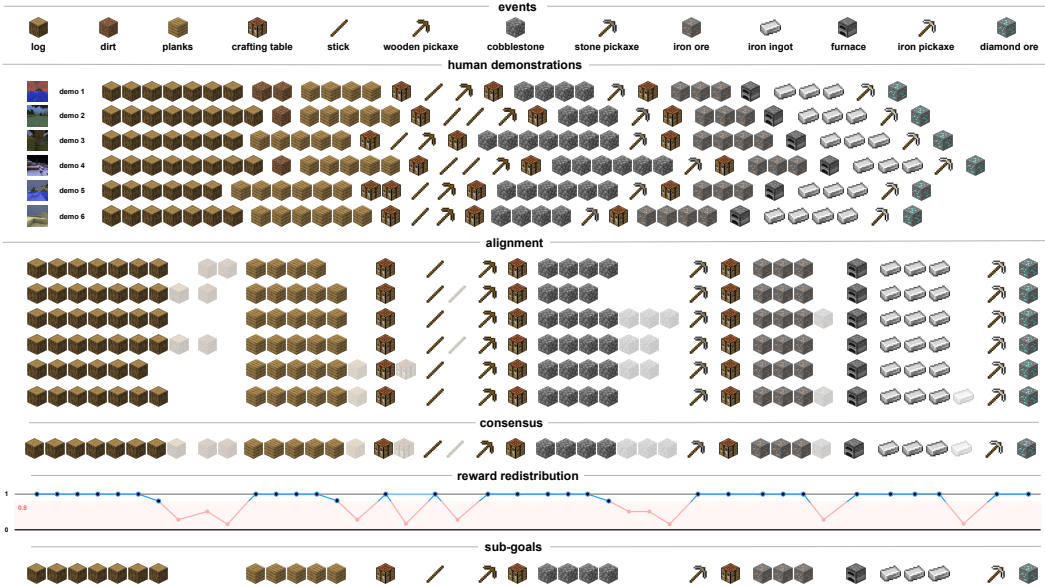 events
log dirt planks crafting table stick wooden pickaxe cobblestone stone pickaxe iron ore iron ingot furnace iron pickaxe diamond ore
human demonstrations
demo 1
demo 2
demo 3
demo 4
demo 5
demo 6
alignment
consensus
reward redistribution
1
0.8
0
sub-goals